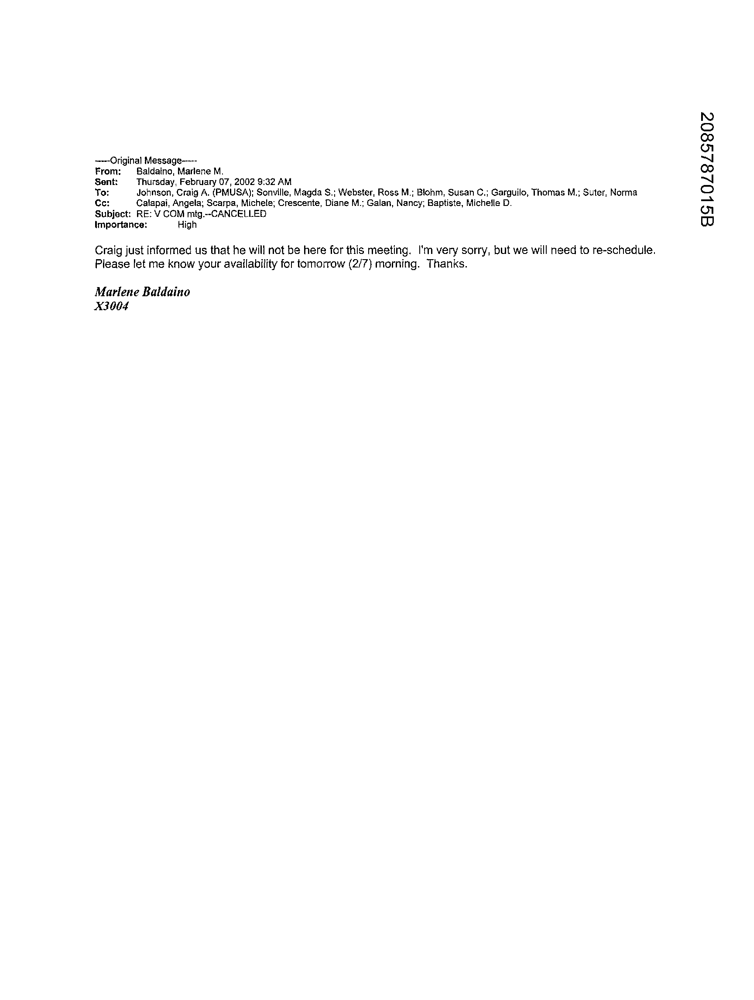 -----Original Message-----
From: Baldaino, Marlene M.
Sent: Thursday, February 07, 2002 9:32 AM
To: Johnson, Craig A. (PMUSA); Sonville, Magda S.; Webster, Ross M.; Blohm, Susan C.; Garguilo, Thomas M.; Suter, Norma
Cc: Calapai, Angela; Scarpa, Michele; Crescente, Diane M.; Galan, Nancy; Baptiste, Michelle D.
Subject: RE: V COM mtg.--CANCELLED
Importance: High
Craig just informed us that he will not be here for this meeting. I'm very sorry, but we will need to re-schedule.
Please let me know your availability for tomorrow (2/7) morning. Thanks.
Marlene Baldaino
X3004
2085787015B